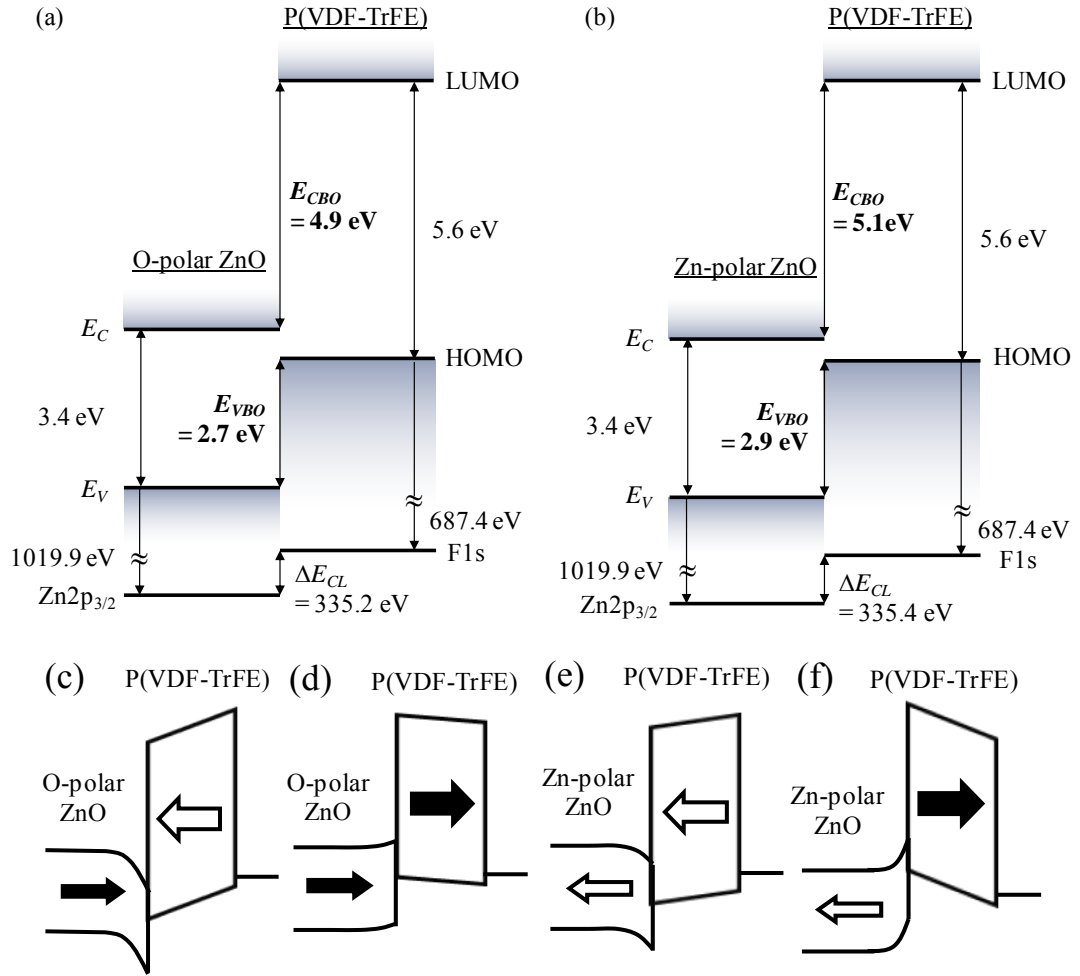 (a)
P(VDF-TrFE)
LUMO
E_CBO
= 4.9 eV
5.6 eV
O-polar ZnO
E_C
HOMO
E_VBO
= 2.7 eV
3.4 eV
E_V
687.4 eV
1019.9 eV
F1s
ΔE_CL
= 335.2 eV
Zn2p3/2
(b)
P(VDF-TrFE)
LUMO
E_CBO
= 5.1eV
5.6 eV
Zn-polar ZnO
E_C
HOMO
E_VBO
= 2.9 eV
3.4 eV
E_V
687.4 eV
1019.9 eV
F1s
ΔE_CL
= 335.4 eV
Zn2p3/2
(c)
P(VDF-TrFE)
O-polar
ZnO
(d)
P(VDF-TrFE)
O-polar
ZnO
(e)
P(VDF-TrFE)
Zn-polar
ZnO
(f)
P(VDF-TrFE)
Zn-polar
ZnO